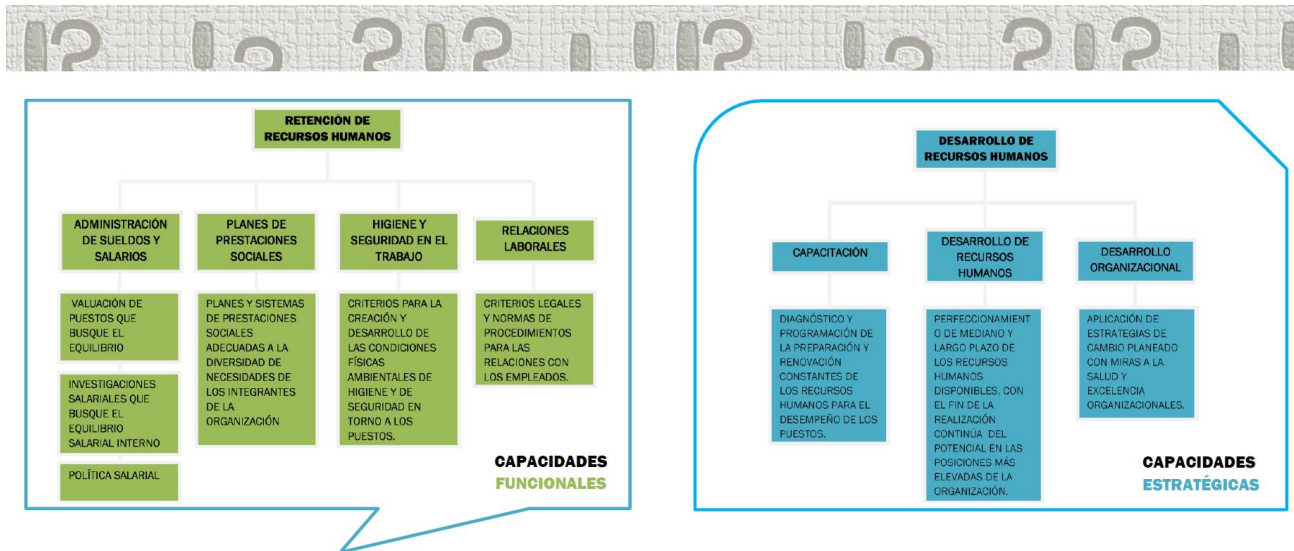 RETENCIÓN DE
RECURSOS HUMANOS
ADMINISTRACIÓN
DE SUELDOS Y
SALARIOS
VALUACIÓN DE
PUESTOS QUE
BUSQUE EL
EQUILIBRIO
INVESTIGACIONES
SALARIALES QUE
BUSQUE EL
EQUILIBRIO
SALARIAL INTERNO
POLÍTICA SALARIAL
PLANES DE
PRESTACIONES
SOCIALES
PLANES Y SISTEMAS
DE PRESTACIONES
SOCIALES
ADECUADAS A LA
DIVERSIDAD DE
NECESIDADES DE
LOS INTEGRANTES
DE LA
ORGANIZACIÓN
HIGIENE Y
SEGURIDAD EN EL
TRABAJO
CRITERIOS PARA LA
CREACIÓN Y
DESARROLLO DE
LAS CONDICIONES
FÍSICAS
AMBIENTALES DE
HIGIENE Y DE
SEGURIDAD EN
TORNO A LOS
PUESTOS.
RELACIONES
LABORALES
CRITERIOS LEGALES
Y NORMAS DE
PROCEDIMIENTOS
PARA LAS
RELACIONES CON
LOS EMPLEADOS.
CAPACIDADES
FUNCIONALES
DESARROLLO DE
RECURSOS HUMANOS
CAPACITACIÓN
DIAGNÓSTICO Y
PROGRAMACIÓN DE
LA PREPARACIÓN Y
RENOVACIÓN
CONSTANTES DE
LOS RECURSOS
HUMANOS PARA EL
DESEMPEÑO DE LOS
PUESTOS.
DESARROLLO DE
RECURSOS
HUMANOS
PERFECCIONAMIENT
O DE MEDIANO Y
LARGO PLAZO DE
LOS RECURSOS
HUMANOS
DISPONIBLES, CON
EL FIN DE LA
REALIZACIÓN
CONTINÚA DEL
POTENCIAL EN LAS
POSICIONES MÁS
ELEVADAS DE LA
ORGANIZACIÓN.
DESARROLLO
ORGANIZACIONAL
APLICACIÓN DE
ESTRATEGIAS DE
CAMBIO PLANEADO
CON MIRAS A LA
SALUD Y
EXCELENCIA
ORGANIZACIONALES.
CAPACIDADES
ESTRATÉGICAS